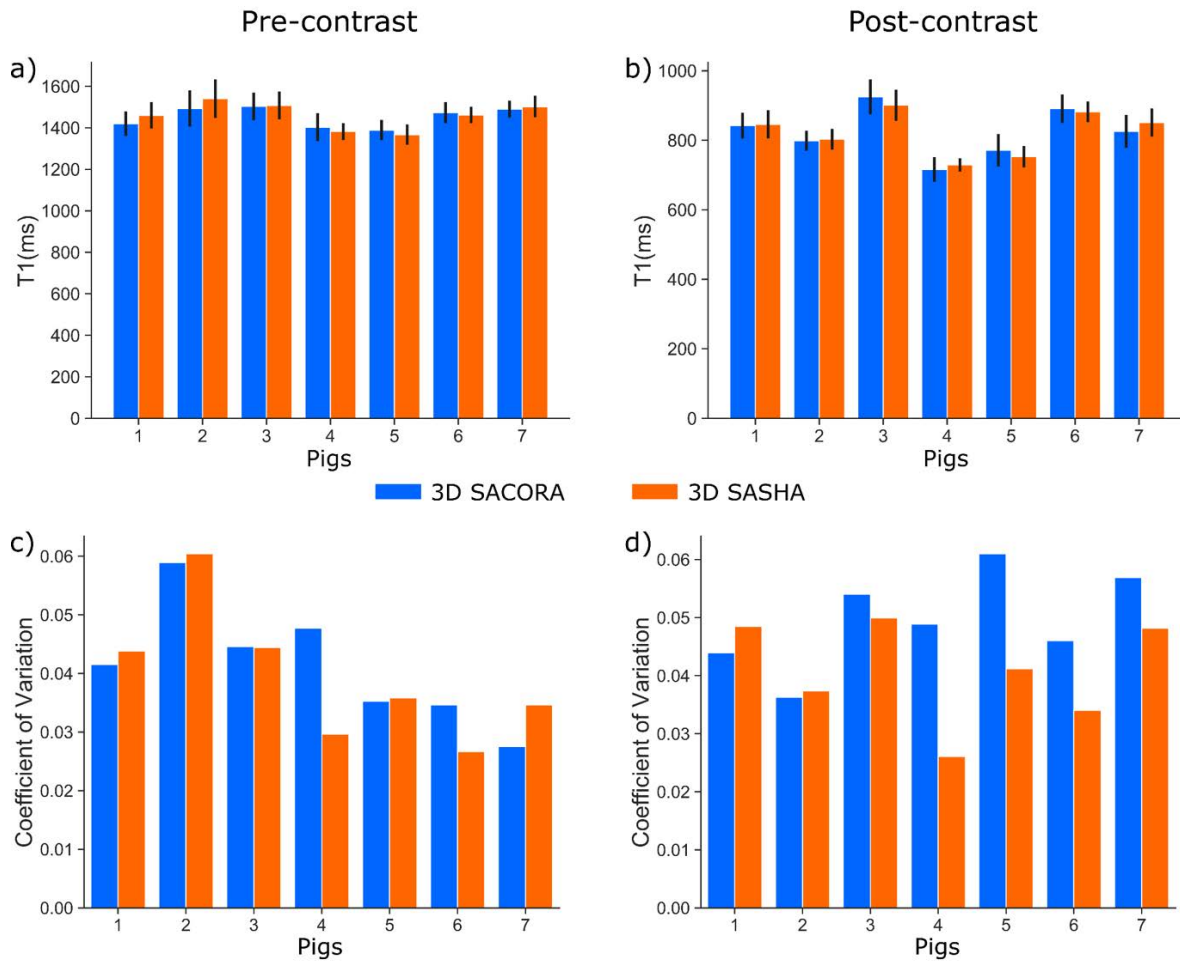 Pre-contrast
Post-contrast
a)
1600
1400
1200
1000
800
600
400
200
0
T1(ms)
1 2 3 4 5 6 7
Pigs
b)
1000
800
600
400
200
0
T1(ms)
1 2 3 4 5 6 7
Pigs
3D SACORA
3D SASHA
c)
0.06
0.05
0.04
0.03
0.02
0.01
0.00
Coefficient of Variation
1 2 3 4 5 6 7
Pigs
d)
0.06
0.05
0.04
0.03
0.02
0.01
0.00
Coefficient of Variation
1 2 3 4 5 6 7
Pigs